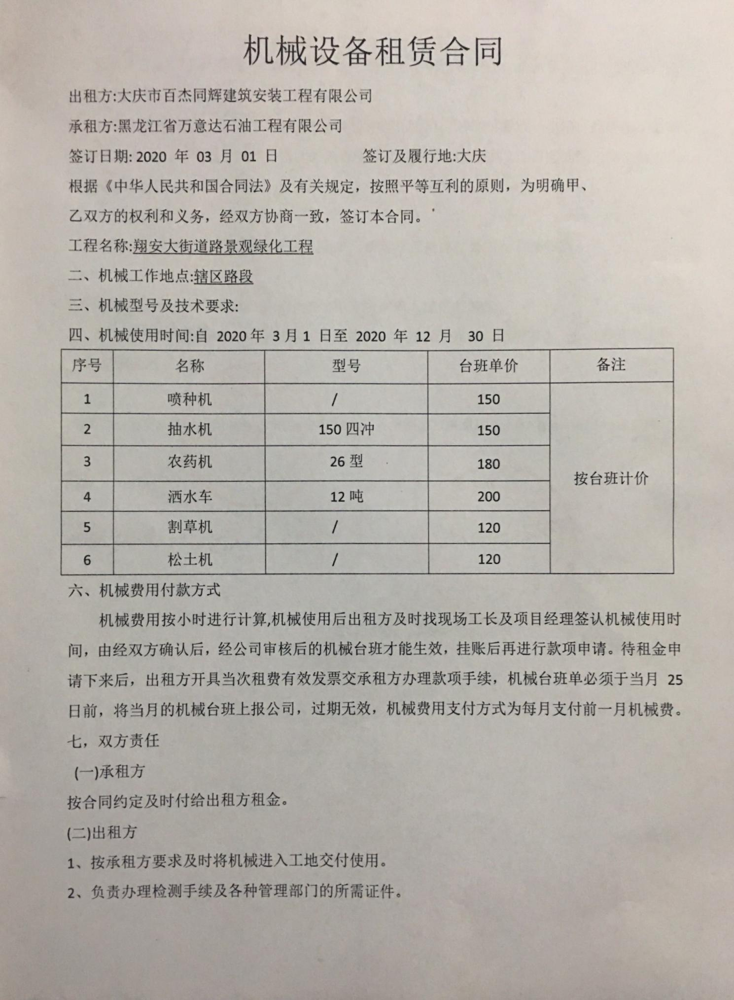 机械设备租赁合同
出租方:大庆市百杰同辉建筑安装工程有限公司
承租方:黑龙江省万意达石油工程有限公司
签订日期: 2020 年 03 月 01 日 签订及履行地:大庆
根据《中华人民共和国合同法》及有关规定，按照平等互利的原则，为明确甲、
乙双方的权利和义务，经双方协商一致，签订本合同。
工程名称:翔安大街道路景观绿化工程
二、机械工作地点:辖区路段
三、机械型号及技术要求:
四、机械使用时间:自 2020 年 3 月 1 日至 2020 年 12 月 30 日
序号 名称 型号 台班单价 备注
1 喷种机 / 150
2 抽水机 150 四冲 150
3 农药机 26 型 180
按台班计价
4 洒水车 12 吨 200
5 割草机 / 120
6 松土机 / 120
六、机械费用付款方式
机械费用按小时进行计算,机械使用后出租方及时找现场工长及项目经理签认机械使用时
间，由经双方确认后，经公司审核后的机械台班才能生效，挂账后再进行款项申请。待租金申
请下来后，出租方开具当次租费有效发票交承租方办理款项手续，机械台班单必须于当月 25
日前，将当月的机械台班上报公司，过期无效，机械费用支付方式为每月支付前一月机械费。
七，双方责任
(一)承租方
按合同约定及时付给出租方租金。
(二)出租方
1、按承租方要求及时将机械进入工地交付使用。
2、负责办理检测手续及各种管理部门的所需证件。